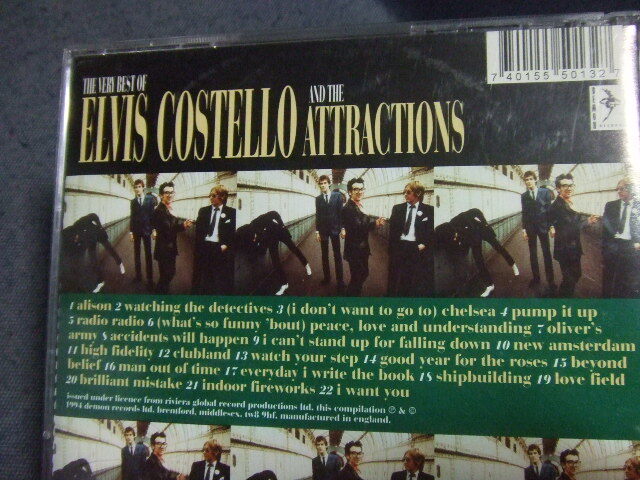 THE VERY BEST OF
ELVIS COSTELLO AND THE ATTRACTIONS
7 40155 50132 7
DEMON
RECORDS
1 alison 2 watching the detectives 3 (i don't want to go to) chelsea 4 pump it up
5 radio radio 6 (what's so funny 'bout) peace, love and understanding 7 oliver's
army 8 accidents will happen 9 i can't stand up for falling down 10 new amsterdam
11 high fidelity 12 clubland 13 watch your step 14 good year for the roses 15 beyond
belief 16 man out of time 17 everyday i write the book 18 shipbuilding 19 love field
20 brilliant mistake 21 indoor fireworks 22 i want you
issued under licence from riviera global record productions ltd. this compilation ℗ & ©
1994 demon records ltd. brentford, middlesex, tw8 9hf. manufactured in england.